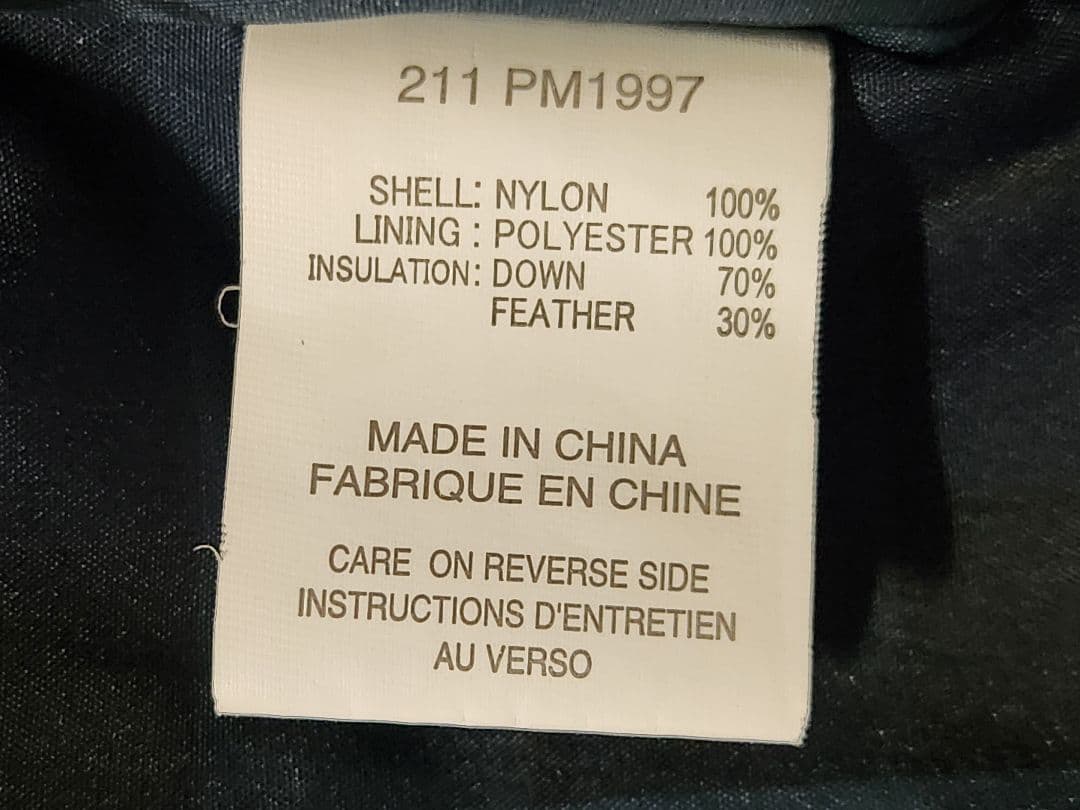 211 PM1997
SHELL: NYLON 100%
LINING : POLYESTER 100%
INSULATION: DOWN 70%
FEATHER 30%
MADE IN CHINA
FABRIQUE EN CHINE
CARE ON REVERSE SIDE
INSTRUCTIONS D'ENTRETIEN
AU VERSO